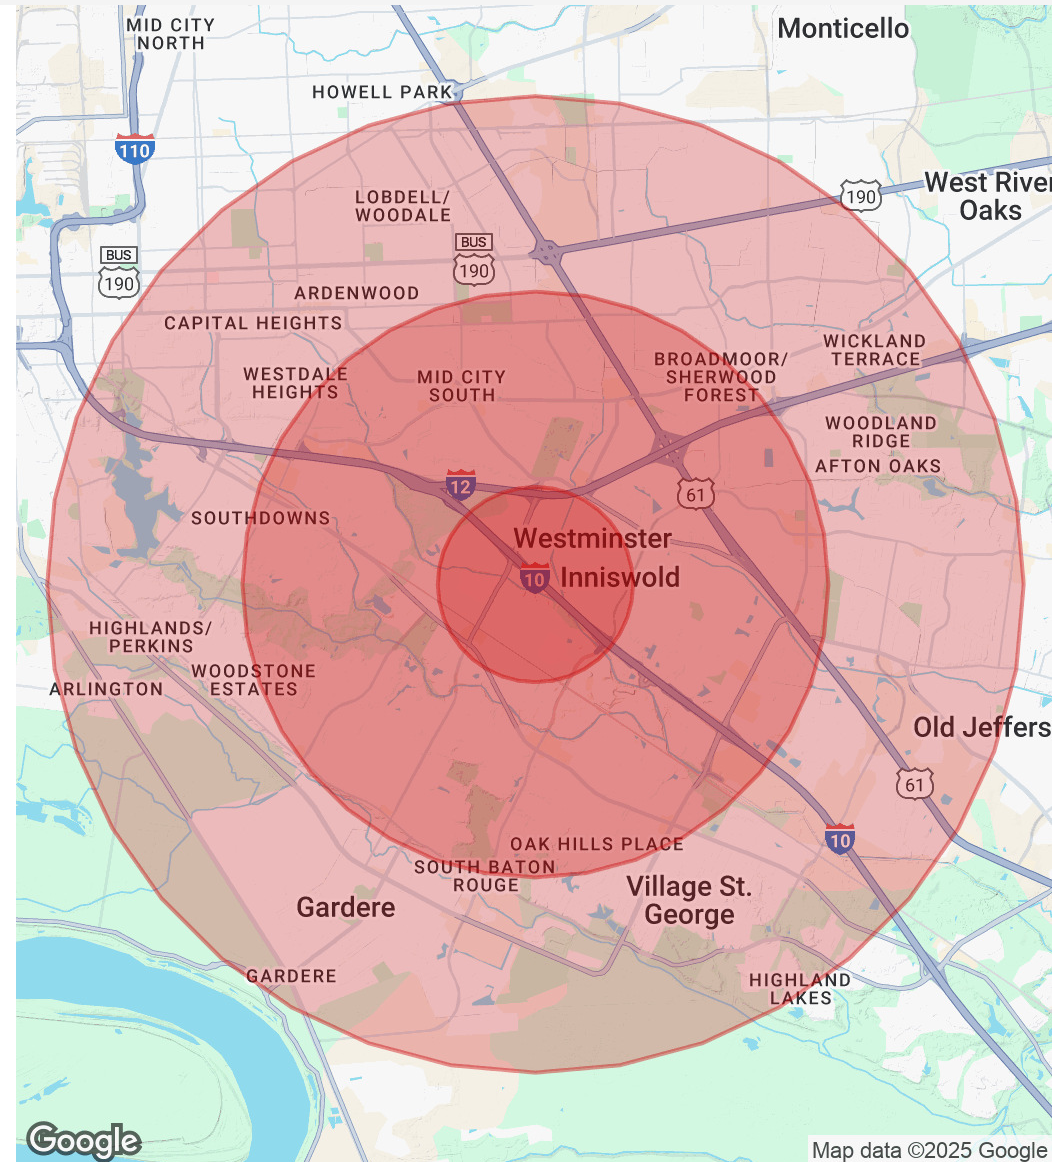 MID CITY
NORTH
Monticello
HOWELL PARK
110
LOBDELL/
WOODALE
190
West River
Oaks
BUS
190
BUS
190
ARDENWOOD
CAPITAL HEIGHTS
WICKLAND
TERRACE
WESTDALE
HEIGHTS
MID CITY
SOUTH
BROADMOOR/
SHERWOOD
FOREST
WOODLAND
RIDGE
AFTON OAKS
12
61
SOUTHDOWNS
Westminster
10
Inniswold
HIGHLANDS/
PERKINS
WOODSTONE
ESTATES
ARLINGTON
Old Jeffers
61
10
OAK HILLS PLACE
SOUTH BATON
ROUGE
Village St.
George
Gardere
GARDERE
HIGHLAND
LAKES
Google
Map data ©2025 Google